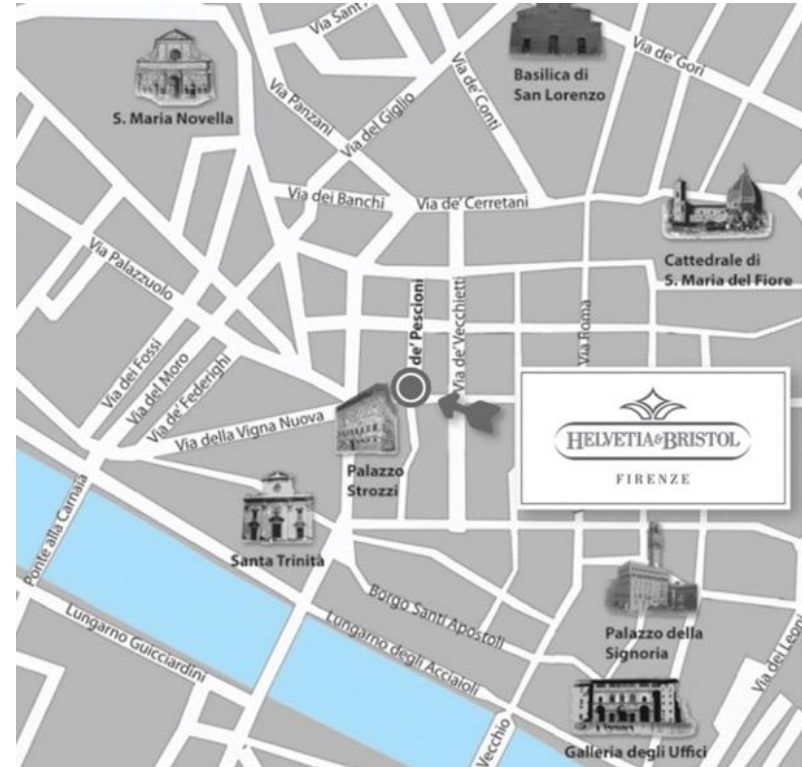 Via Sant'
Via de' Gori
Basilica di
San Lorenzo
Via de' Conti
S. Maria Novella
Via Panzani
Via del Giglio
Via dei Banchi
Via de' Cerretani
Cattedrale di
S. Maria del Fiore
Via Palazzuolo
de' Pescioni
Via de' Vecchietti
Via Roma
Via dei Fossi
Via del Moro
Via de' Federighi
Via della Vigna Nuova
HELVETIA&BRISTOL
FIRENZE
Palazzo
Strozzi
Ponte alla Carnaia
Santa Trinità
Borgo Santi Apostoli
Lungarno degli Acciaioli
Lungarno Guicciardini
Palazzo della
Signoria
Via dei Leoni
Vecchio
Galleria degli Uffici